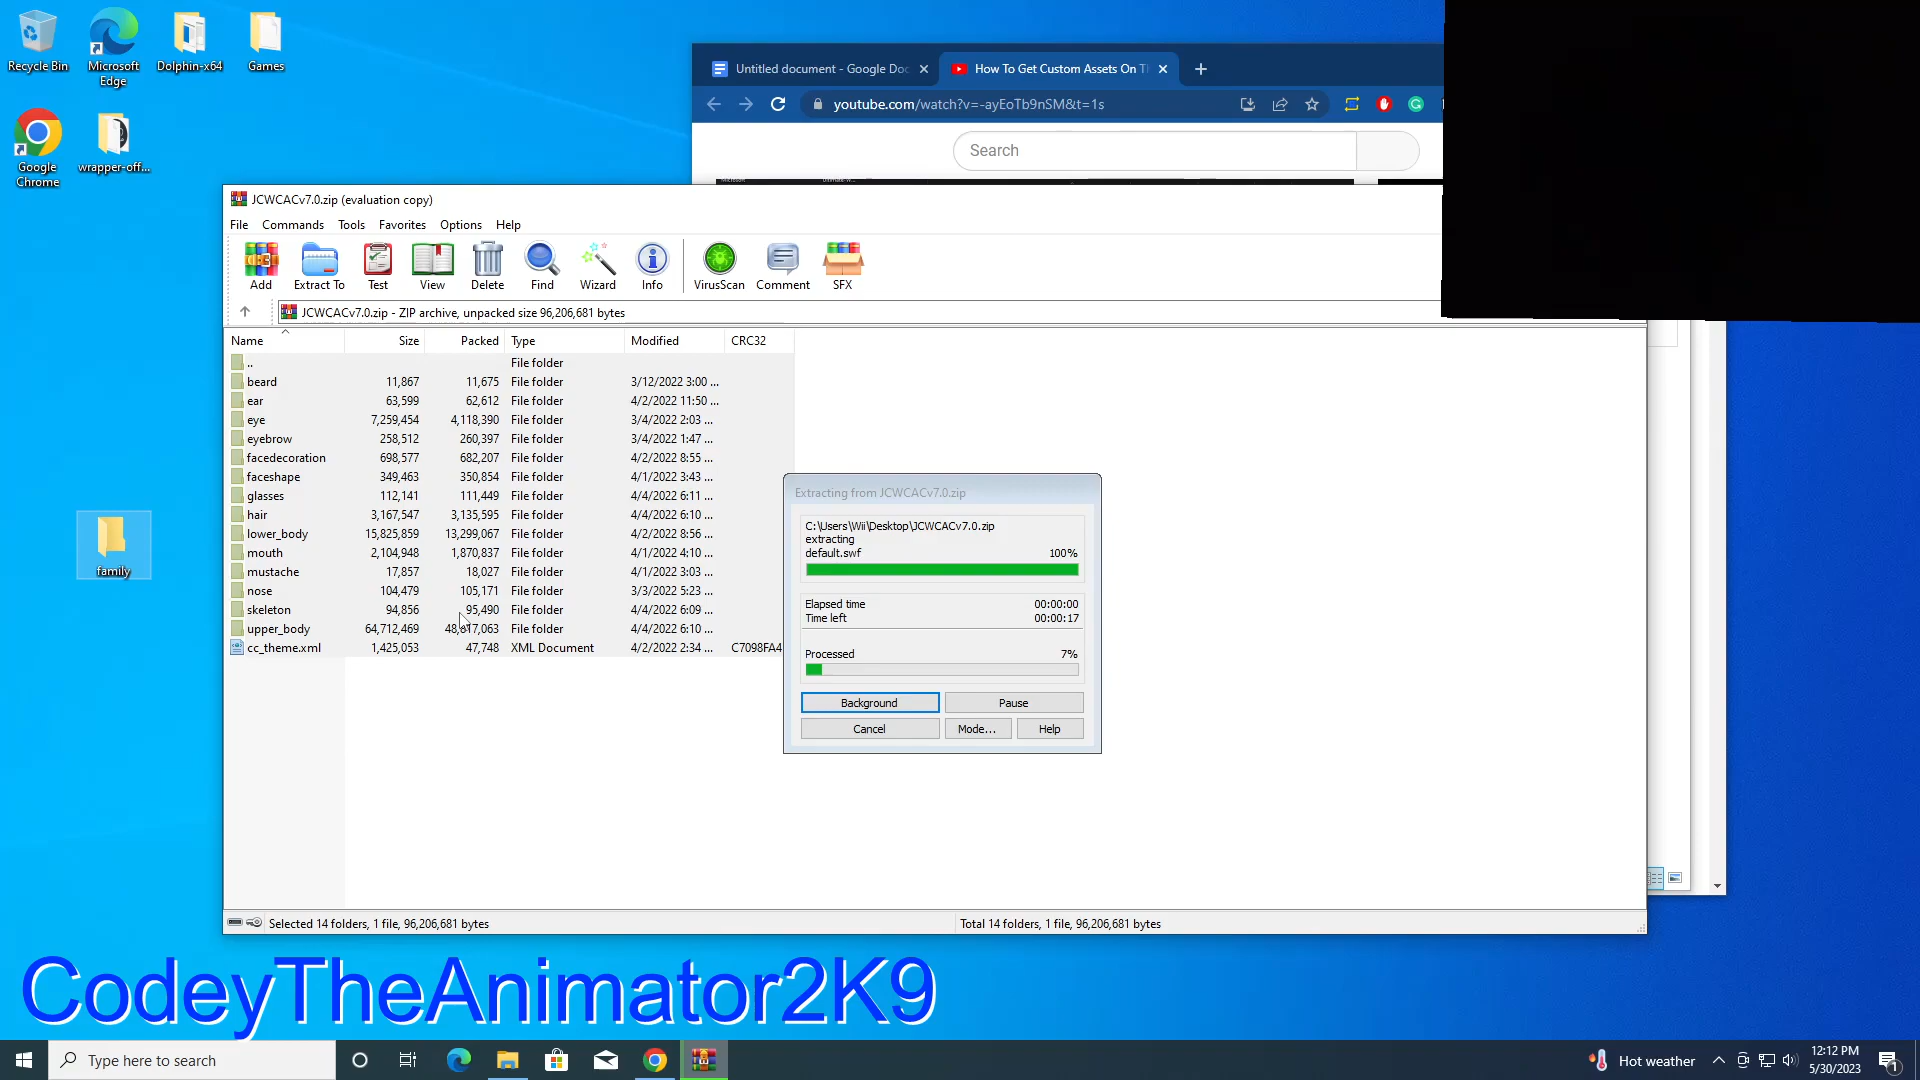 Recycle Bin
Microsoft
Edge
Dolphin-x64
Games
Google
Chrome
wrapper-off...
family
Untitled document - Google Doc
How To Get Custom Assets On T
youtube.com/watch?v=-ayEoTb9nSM&t=1s
Search
JCWCACv7.0.zip (evaluation copy)
File Commands Tools Favorites Options Help
Add Extract To Test View Delete Find Wizard Info VirusScan Comment SFX
JCWCACv7.0.zip - ZIP archive, unpacked size 96,206,681 bytes
Name Size Packed Type Modified CRC32
.. File folder
beard 11,867 11,675 File folder 3/12/2022 3:00 ...
ear 63,599 62,612 File folder 4/2/2022 11:50 ...
eye 7,259,454 4,118,390 File folder 3/4/2022 2:03 ...
eyebrow 258,512 260,397 File folder 3/4/2022 1:47 ...
facedecoration 698,577 682,207 File folder 4/2/2022 8:55 ...
faceshape 349,463 350,854 File folder 4/1/2022 3:43 ...
glasses 112,141 111,449 File folder 4/4/2022 6:11 ...
hair 3,167,547 3,135,595 File folder 4/4/2022 6:10 ...
lower_body 15,825,859 13,299,067 File folder 4/2/2022 8:56 ...
mouth 2,104,948 1,870,837 File folder 4/1/2022 4:10 ...
mustache 17,857 18,027 File folder 4/1/2022 3:03 ...
nose 104,479 105,171 File folder 3/3/2022 5:23 ...
skeleton 94,856 95,490 File folder 4/4/2022 6:09 ...
upper_body 64,712,469 File folder 4/4/2022 6:10 ...
cc_theme.xml 1,425,053 47,748 XML Document 4/2/2022 2:34 ... C7098FA4
Extracting from JCWCACv7.0.zip
C:\Users\Wii\Desktop\JCWCACv7.0.zip
extracting
default.swf 100%
Elapsed time 00:00:00
Time left 00:00:17
Processed 7%
Background Pause
Cancel Mode... Help
Selected 14 folders, 1 file, 96,206,681 bytes
Total 14 folders, 1 file, 96,206,681 bytes
CodeyTheAnimator2K9
Type here to search
Hot weather
12:12 PM
5/30/2023
1